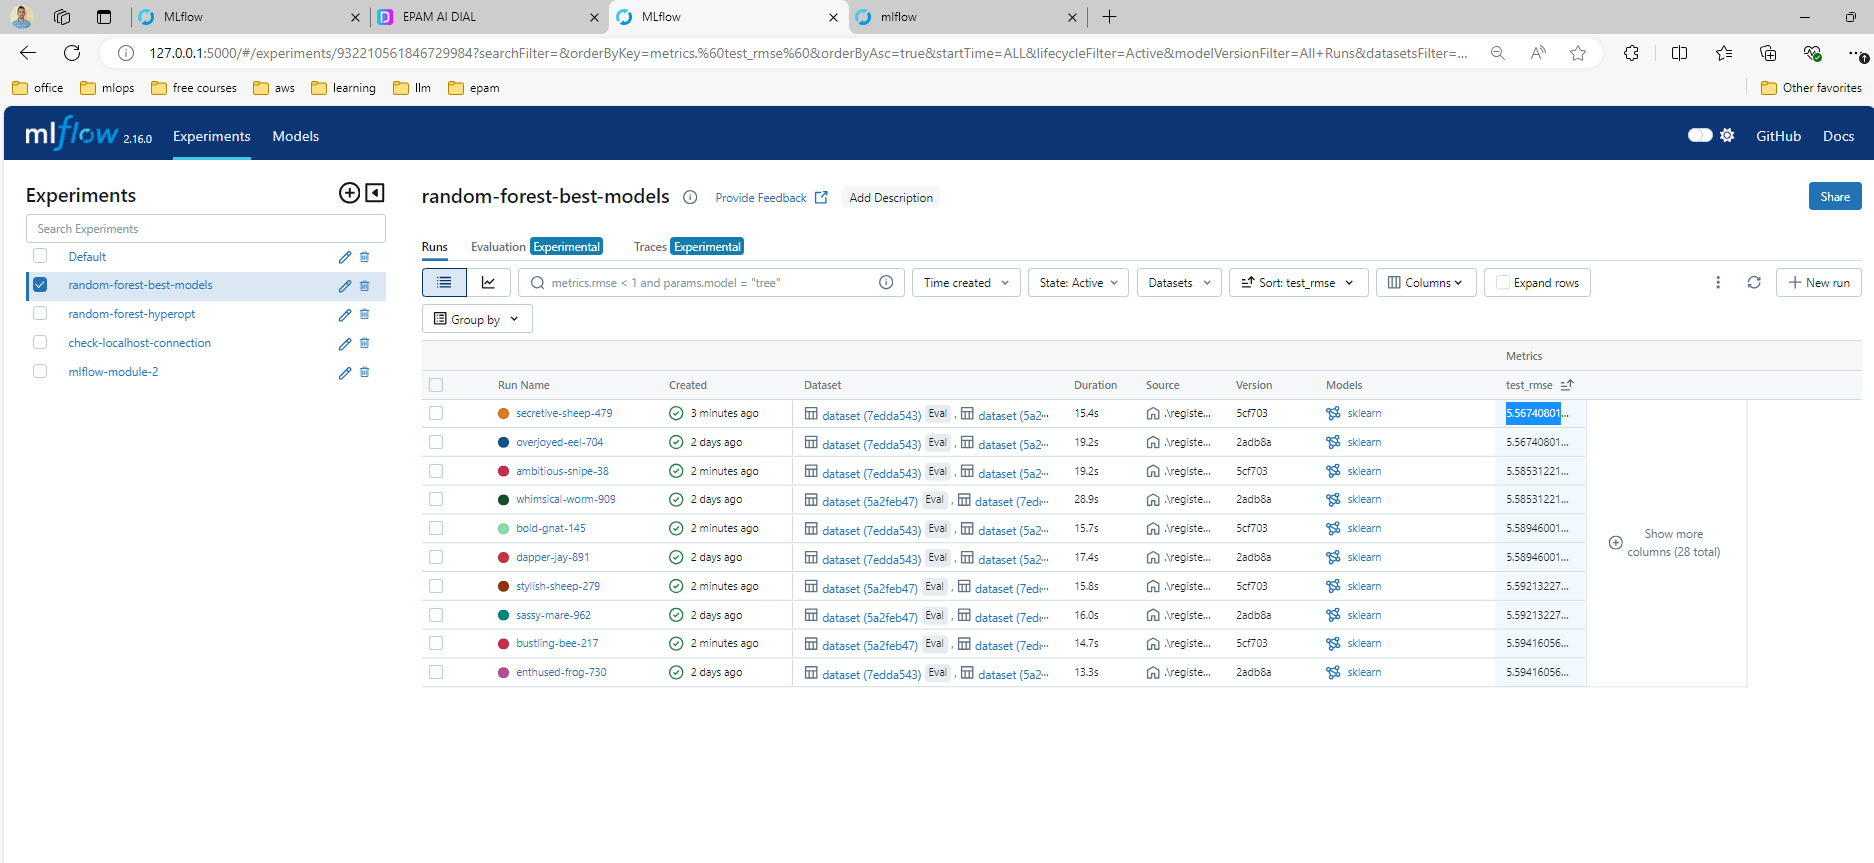 MLflow
EPAM AI DIAL
MLflow
mlflow
127.0.0.1:5000/#/experiments/932210561846729984?searchFilter=&orderByKey=metrics.%60test_rmse%60&orderByAsc=true&startTime=ALL&lifecycleFilter=Active&modelVersionFilter=All+Runs&datasetsFilter=...
office mlops free courses aws learning llm epam Other favorites
mlflow 2.16.0 Experiments Models GitHub Docs
Experiments
Search Experiments
Default
random-forest-best-models
random-forest-hyperopt
check-localhost-connection
mlflow-module-2
random-forest-best-models Provide Feedback Add Description Share
Runs Evaluation Experimental Traces Experimental
metrics.rmse < 1 and params.model = "tree" Time created State: Active Datasets Sort: test_rmse Columns Expand rows New run
Group by
Metrics
Run Name Created Dataset Duration Source Version Models test_rmse
secretive-sheep-479 3 minutes ago dataset (7edda543) Eval , dataset (5a2... 15.4s .\registe... 5cf703 sklearn 5.56740801...
overjoyed-eel-704 2 days ago dataset (7edda543) Eval , dataset (5a2... 19.2s .\registe... 2adb8a sklearn 5.56740801...
ambitious-snipe-38 2 minutes ago dataset (7edda543) Eval , dataset (5a2... 19.2s .\registe... 5cf703 sklearn 5.58531221...
whimsical-worm-909 2 days ago dataset (5a2feb47) Eval , dataset (7edd... 28.9s .\registe... 2adb8a sklearn 5.58531221...
bold-gnat-145 2 minutes ago dataset (7edda543) Eval , dataset (5a2... 15.7s .\registe... 5cf703 sklearn 5.58946001...
dapper-jay-891 2 days ago dataset (7edda543) Eval , dataset (5a2... 17.4s .\registe... 2adb8a sklearn 5.58946001...
stylish-sheep-279 2 minutes ago dataset (5a2feb47) Eval , dataset (7edd... 15.8s .\registe... 5cf703 sklearn 5.59213227...
sassy-mare-962 2 days ago dataset (5a2feb47) Eval , dataset (7edd... 16.0s .\registe... 2adb8a sklearn 5.59213227...
bustling-bee-217 2 minutes ago dataset (5a2feb47) Eval , dataset (7edd... 14.7s .\registe... 5cf703 sklearn 5.59416056...
enthused-frog-730 2 days ago dataset (7edda543) Eval , dataset (5a2... 13.3s .\registe... 2adb8a sklearn 5.59416056...
Show more
columns (28 total)